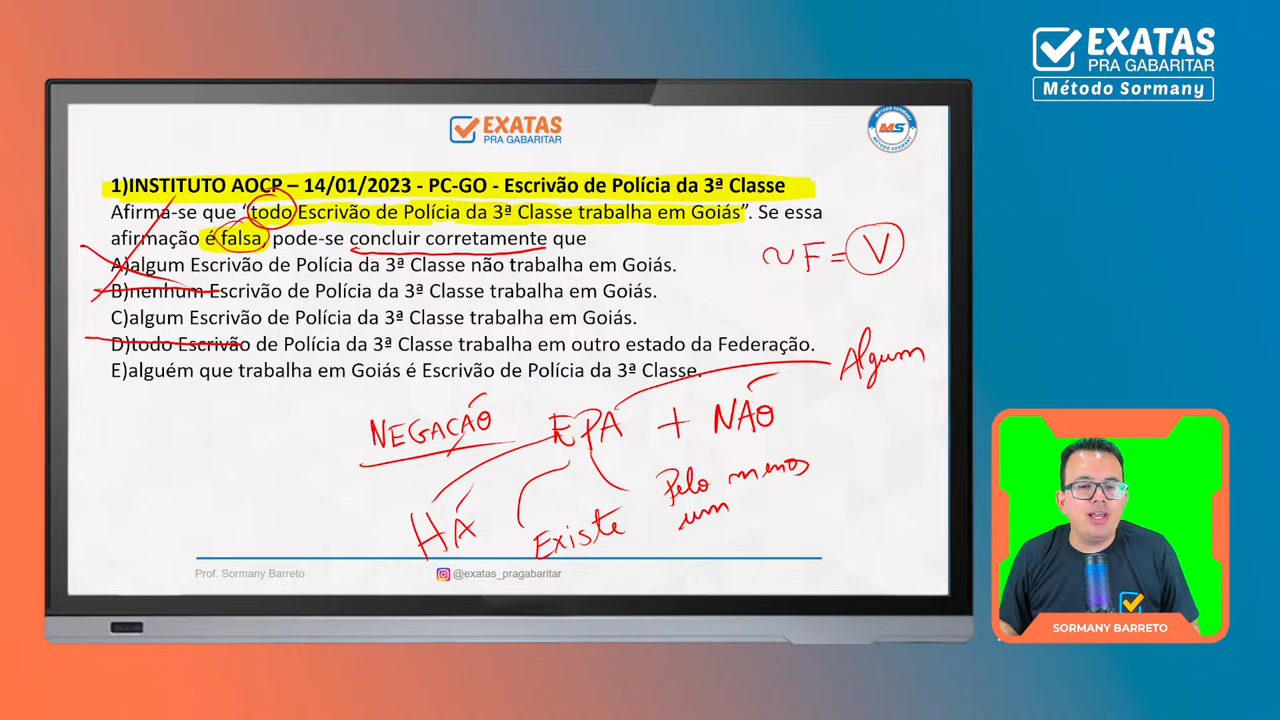 EXATAS
PRA GABARITAR
Método Sormany
EXATAS
PRA GABARITAR
MÉTODO SORMANY
MS
MÉTODO SORMANY
1)INSTITUTO AOCP – 14/01/2023 - PC-GO - Escrivão de Polícia da 3ª Classe
Afirma-se que “todo Escrivão de Polícia da 3ª Classe trabalha em Goiás”. Se essa
afirmação é falsa, pode-se concluir corretamente que
~F = V
A)algum Escrivão de Polícia da 3ª Classe não trabalha em Goiás.
B)nenhum Escrivão de Polícia da 3ª Classe trabalha em Goiás.
C)algum Escrivão de Polícia da 3ª Classe trabalha em Goiás.
D)todo Escrivão de Polícia da 3ª Classe trabalha em outro estado da Federação.
E)alguém que trabalha em Goiás é Escrivão de Polícia da 3ª Classe.
Algum
NEGAÇÃO EPA + NÃO
HÁ Existe Pelo menos
um
Prof. Sormany Barreto
@exatas_pragabaritar
SORMANY BARRETO